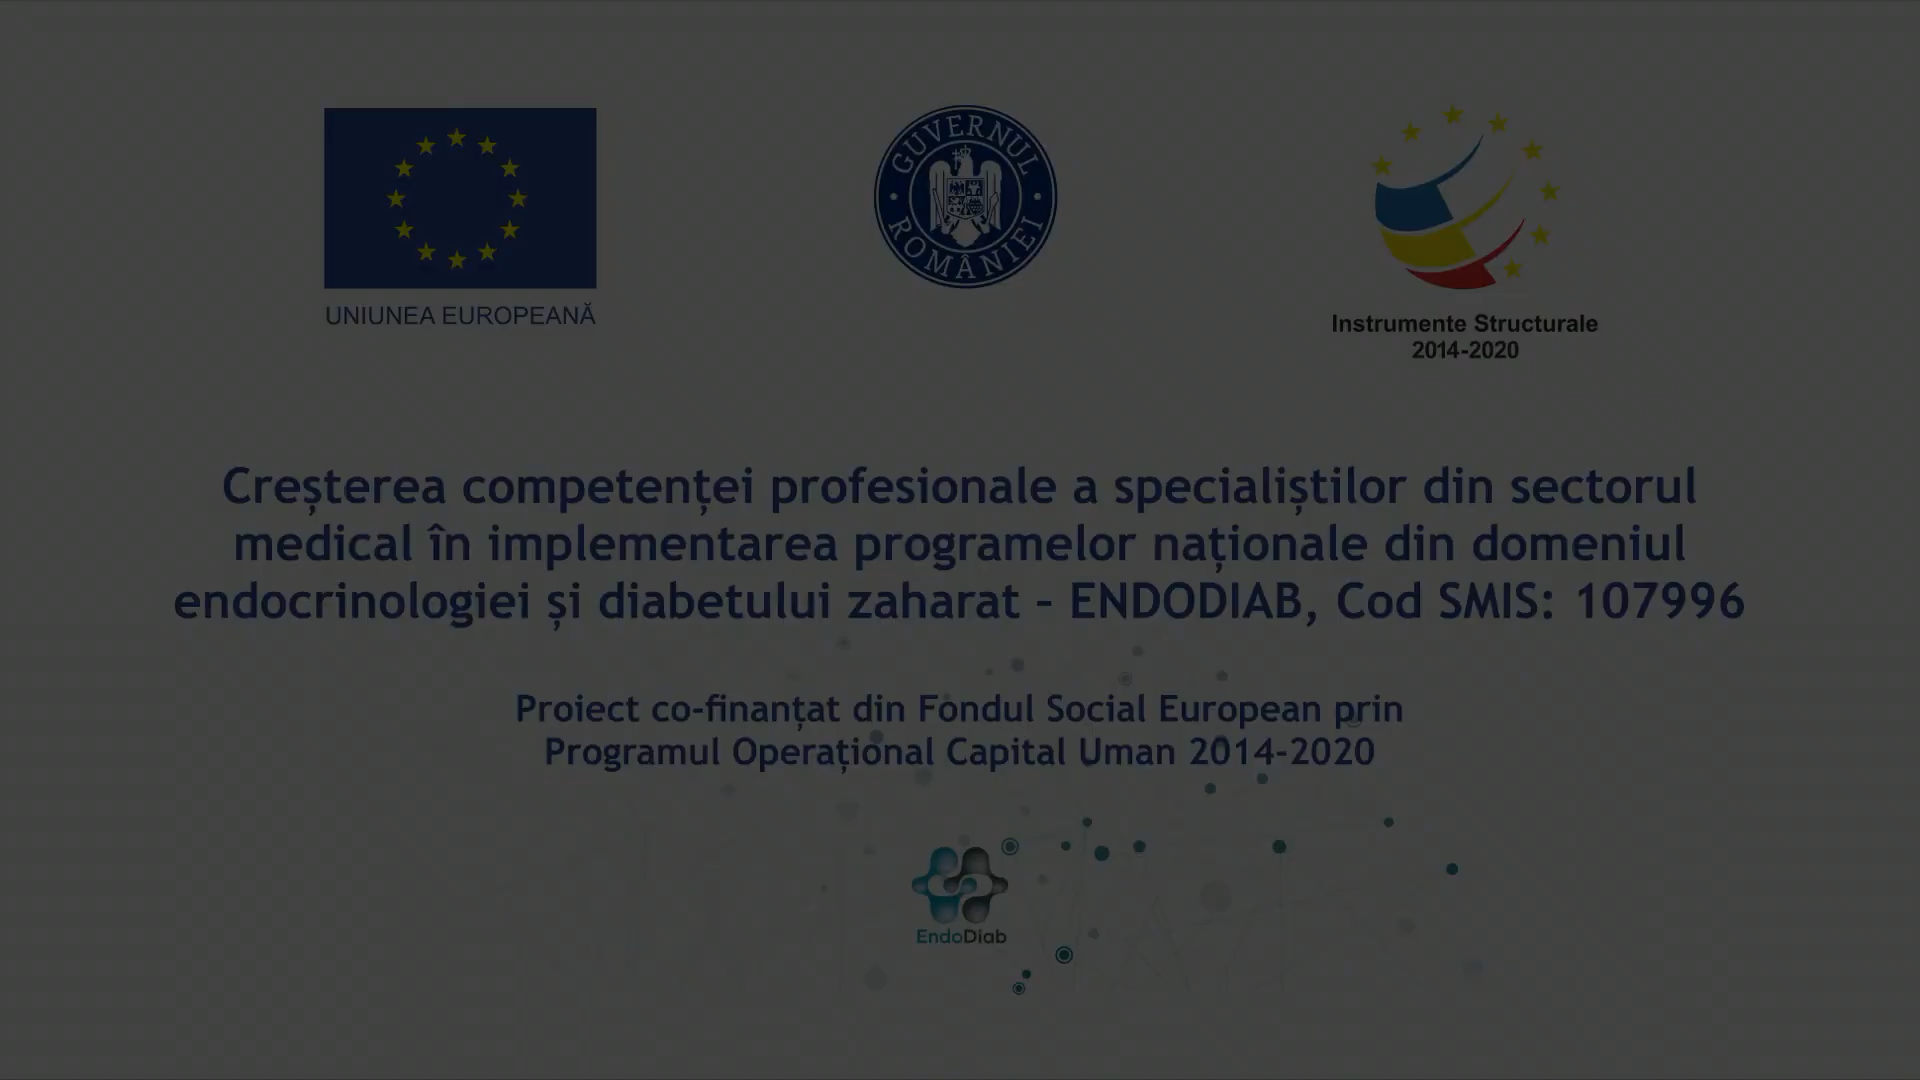 UNIUNEA EUROPEANĂ
GUVERNUL ROMÂNIEI
Instrumente Structurale
2014-2020
Creșterea competenței profesionale a specialiștilor din sectorul
medical în implementarea programelor naționale din domeniul
endocrinologiei și diabetului zaharat – ENDODIAB, Cod SMIS: 107996
Proiect co-finanțat din Fondul Social European prin
Programul Operațional Capital Uman 2014-2020
EndoDiab